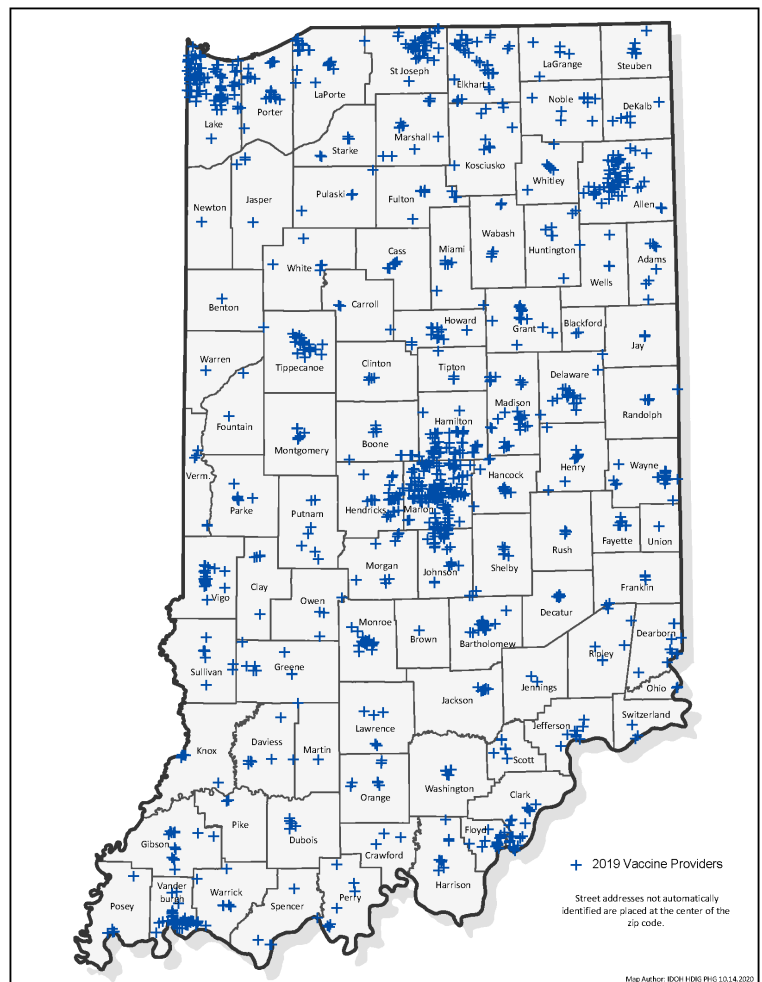 St Joseph
LaGrange
Steuben
Elkhart
LaPorte
Porter
Lake
Noble
DeKalb
Marshall
Starke
Kosciusko
Whitley
Allen
Pulaski
Fulton
Jasper
Newton
Wabash
Huntington
Miami
Cass
White
Adams
Wells
Benton
Carroll
Howard
Grant
Blackford
Jay
Warren
Tippecanoe
Clinton
Tipton
Delaware
Madison
Randolph
Fountain
Hamilton
Boone
Montgomery
Verm.
Hancock
Henry
Wayne
Parke
Putnam
Hendricks
Marion
Fayette
Union
Rush
Shelby
Morgan
Johnson
Vigo
Clay
Owen
Franklin
Decatur
Monroe
Brown
Bartholomew
Dearborn
Ripley
Sullivan
Greene
Jackson
Jennings
Ohio
Switzerland
Jefferson
Lawrence
Knox
Daviess
Martin
Scott
Orange
Washington
Clark
Gibson
Pike
Dubois
Crawford
Floyd
Harrison
Posey
Vander
burgh
Warrick
Spencer
Perry
2019 Vaccine Providers
Street addresses not automatically
identified are placed at the center of the
zip code.
Map Author: IDOH HDIG PHG 10.14.2020